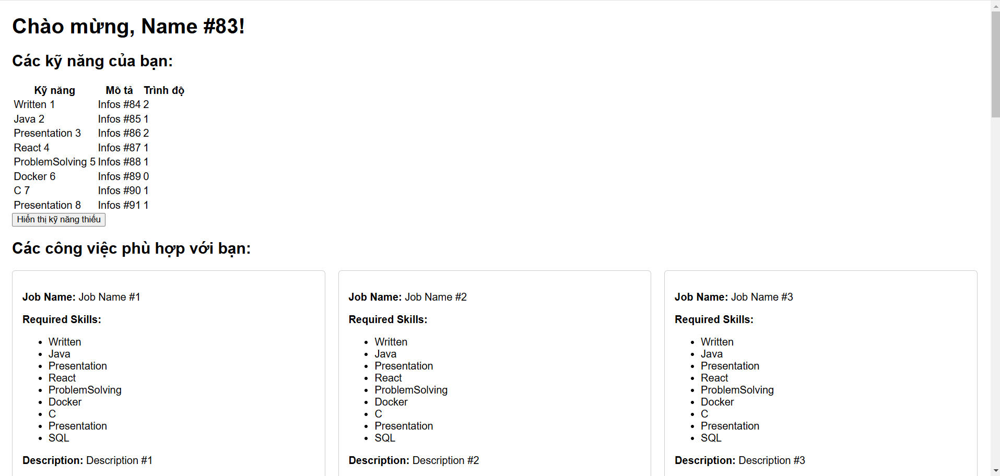 Chào mừng, Name #83!
Các kỹ năng của bạn:
Kỹ năng Mô tả Trình độ
Written 1 Infos #84 2
Java 2 Infos #85 1
Presentation 3 Infos #86 2
React 4 Infos #87 1
ProblemSolving 5 Infos #88 1
Docker 6 Infos #89 0
C 7 Infos #90 1
Presentation 8 Infos #91 1
Hiển thị kỹ năng thiếu
Các công việc phù hợp với bạn:
Job Name: Job Name #1
Required Skills:
Written
Java
Presentation
React
ProblemSolving
Docker
C
Presentation
SQL
Description: Description #1
Job Name: Job Name #2
Required Skills:
Written
Java
Presentation
React
ProblemSolving
Docker
C
Presentation
SQL
Description: Description #2
Job Name: Job Name #3
Required Skills:
Written
Java
Presentation
React
ProblemSolving
Docker
C
Presentation
SQL
Description: Description #3